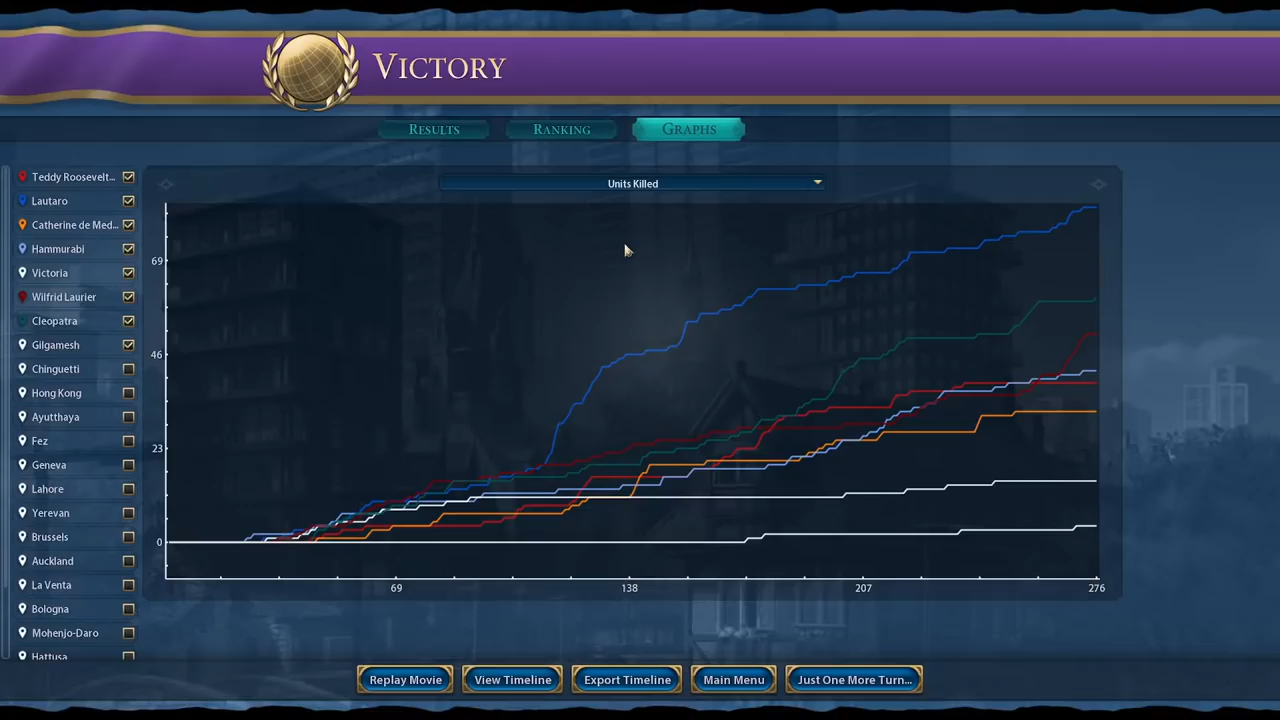 VICTORY
RESULTS
RANKING
GRAPHS
Teddy Roosevelt...
Lautaro
Catherine de Med...
Hammurabi
Victoria
Wilfrid Laurier
Cleopatra
Gilgamesh
Chinguetti
Hong Kong
Ayutthaya
Fez
Geneva
Lahore
Yerevan
Brussels
Auckland
La Venta
Bologna
Mohenjo-Daro
Hattusa
Units Killed
69
46
23
0
69
138
207
276
Replay Movie
View Timeline
Export Timeline
Main Menu
Just One More Turn...